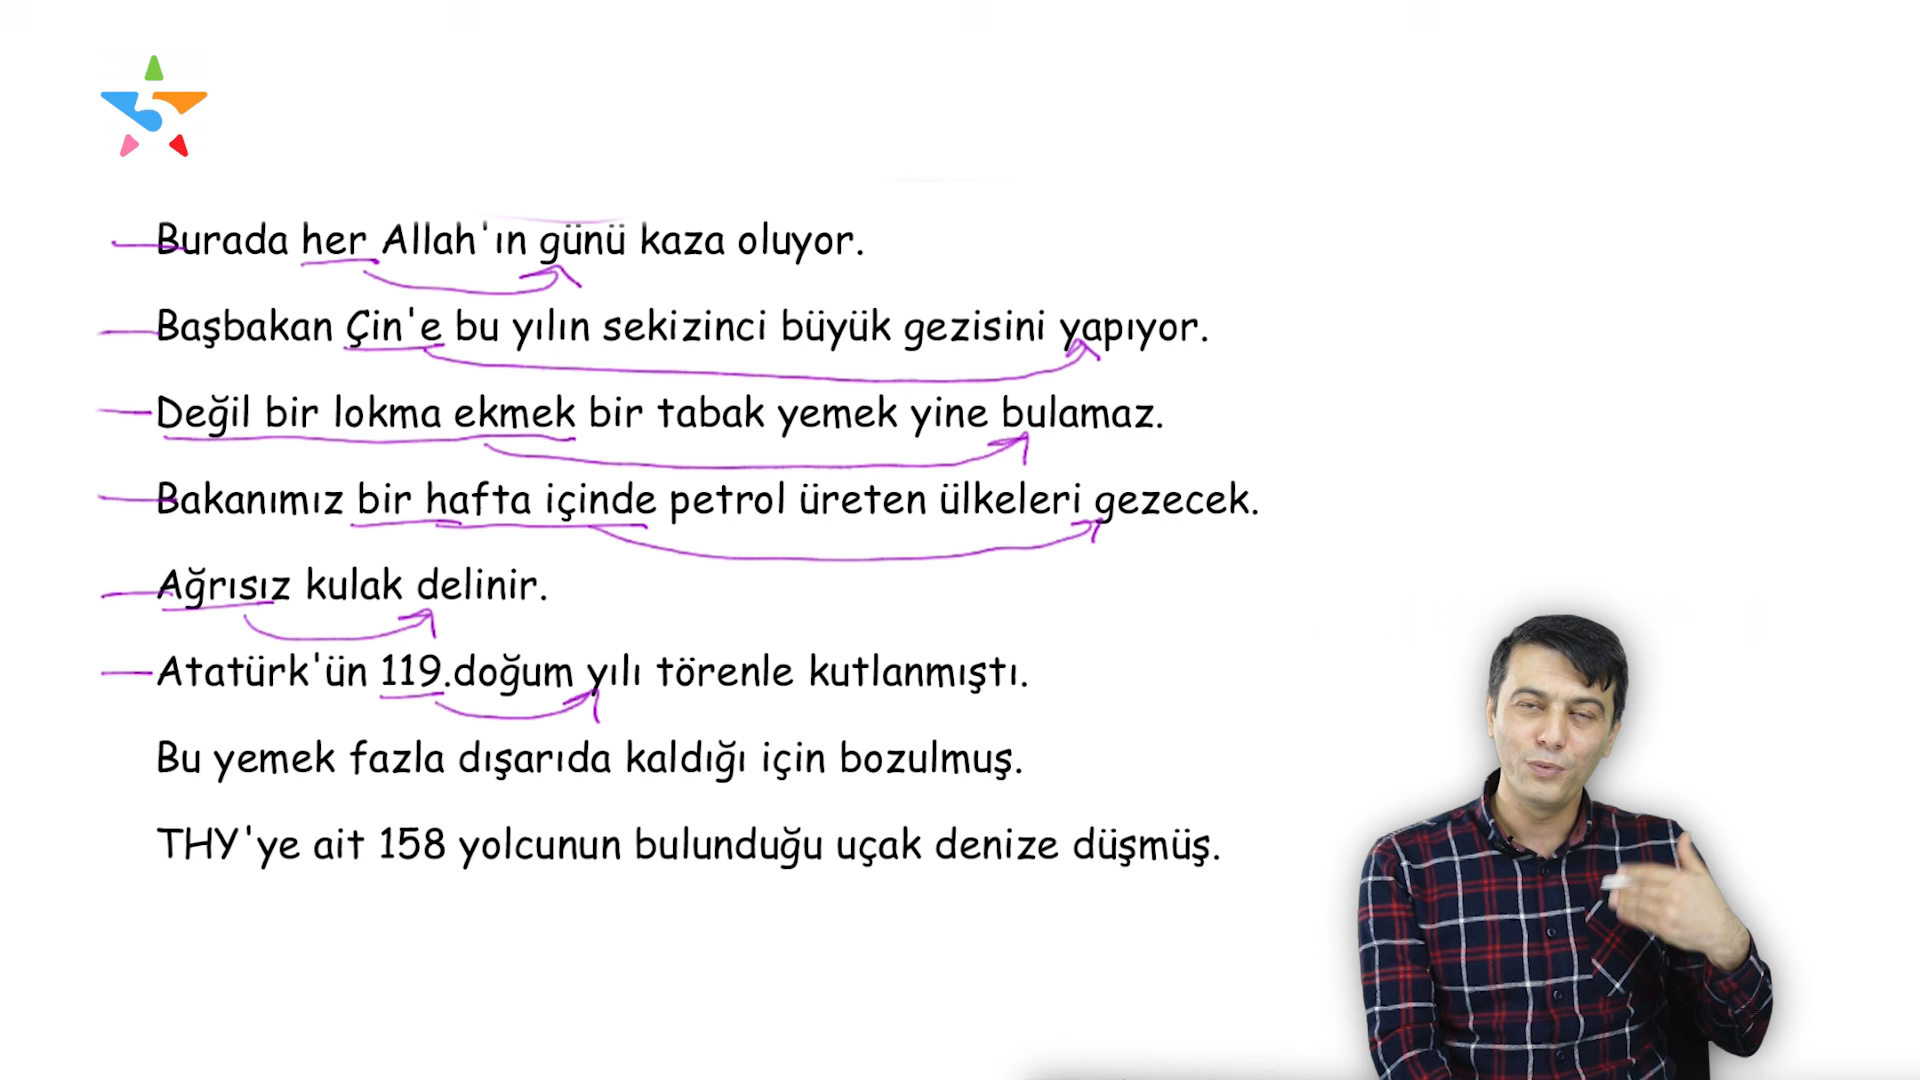 Burada her Allah'ın günü kaza oluyor.
Başbakan Çin'e bu yılın sekizinci büyük gezisini yapıyor.
Değil bir lokma ekmek bir tabak yemek yine bulamaz.
Bakanımız bir hafta içinde petrol üreten ülkeleri gezecek.
Ağrısız kulak delinir.
Atatürk'ün 119.doğum yılı törenle kutlanmıştı.
Bu yemek fazla dışarıda kaldığı için bozulmuş.
THY'ye ait 158 yolcunun bulunduğu uçak denize düşmüş.